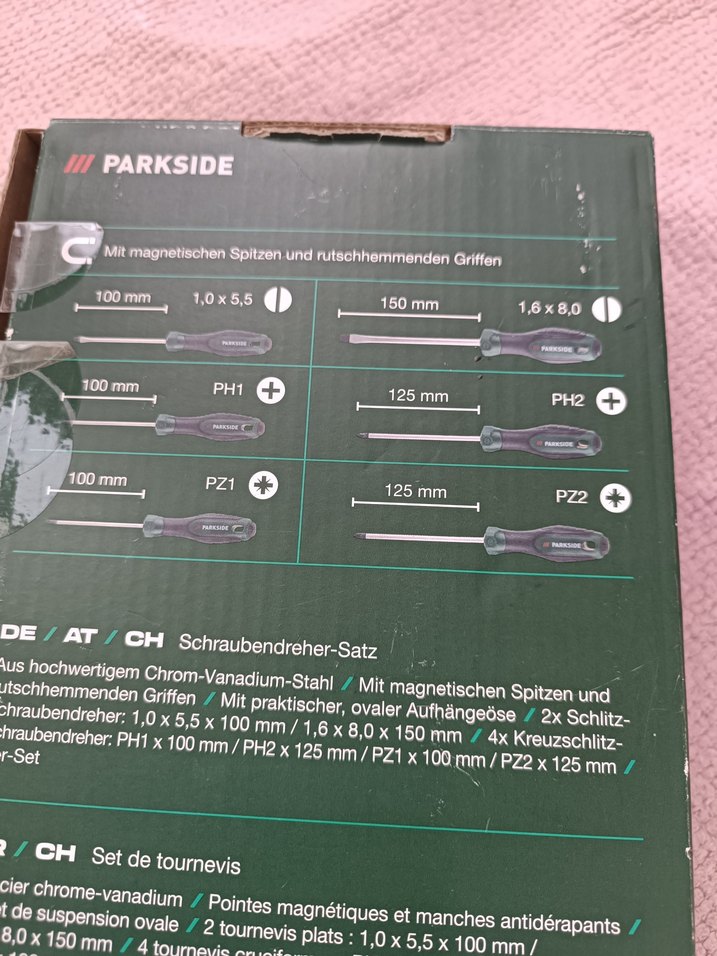 PARKSIDE
Mit magnetischen Spitzen und rutschhemmenden Griffen
100 mm 1,0 x 5,5
150 mm 1,6 x 8,0
PARKSIDE
PARKSIDE
100 mm PH1
125 mm PH2
PARKSIDE
PARKSIDE
100 mm PZ1
125 mm PZ2
PARKSIDE
PARKSIDE
DE / AT / CH Schraubendreher-Satz
Aus hochwertigem Chrom-Vanadium-Stahl / Mit magnetischen Spitzen und
utschhemmenden Griffen / Mit praktischer, ovaler Aufhängeöse / 2x Schlitz-
chraubendreher: 1,0 x 5,5 x 100 mm / 1,6 x 8,0 x 150 mm / 4x Kreuzschlitz-
chraubendreher: PH1 x 100 mm / PH2 x 125 mm / PZ1 x 100 mm / PZ2 x 125 mm /
er-Set
R / CH Set de tournevis
cier chrome-vanadium / Pointes magnétiques et manches antidérapants /
et de suspension ovale / 2 tournevis plats : 1,0 x 5,5 x 100 mm /
8,0 x 150 mm / 4 tournevis